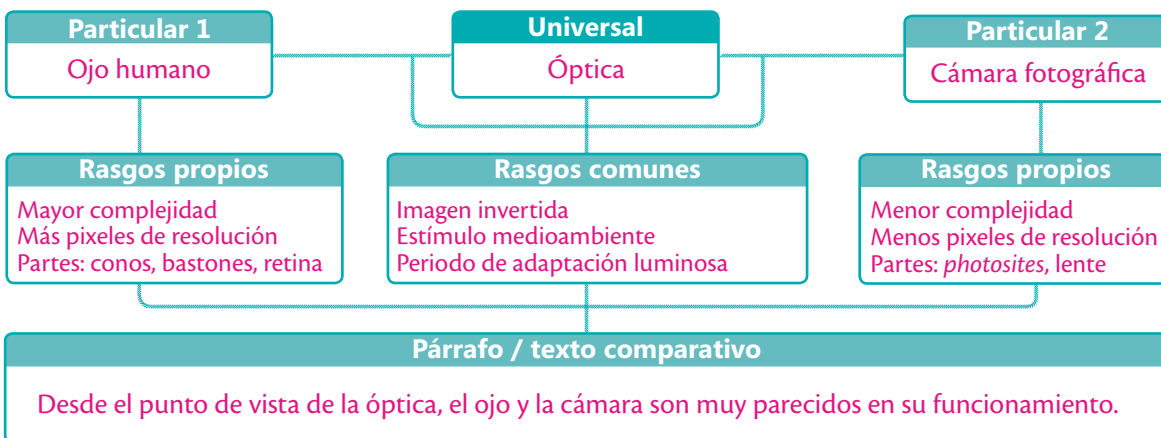 Particular 1
Ojo humano
Universal
Óptica
Particular 2
Cámara fotográfica
Rasgos propios
Mayor complejidad
Más pixeles de resolución
Partes: conos, bastones, retina
Rasgos comunes
Imagen invertida
Estímulo medioambiente
Periodo de adaptación luminosa
Rasgos propios
Menor complejidad
Menos pixeles de resolución
Partes: photosites, lente
Párrafo / texto comparativo
Desde el punto de vista de la óptica, el ojo y la cámara son muy parecidos en su funcionamiento.